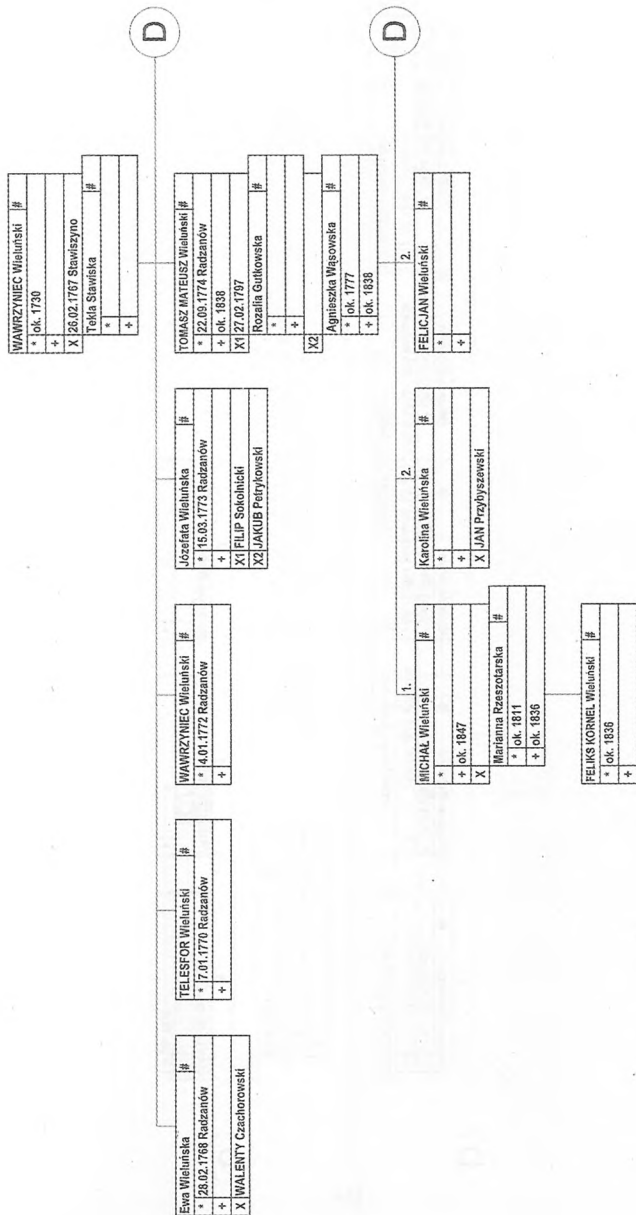 WAWRZYNIEC Wieluński #
* ok. 1730
÷
X 26.02.1767 Stawiszyno
Tekla Stawiska #
*
÷
D
Ewa Wieluńska #
* 28.02.1768 Radzanów
÷
X WALENTY Czachorowski
TELESFOR Wieluński #
* 7.01.1770 Radzanów
÷
WAWRZYNIEC Wieluński #
* 4.01.1772 Radzanów
÷
Józefata Wieluńska #
* 15.03.1773 Radzanów
÷
X1 FILIP Sokolnicki
X2 JAKUB Petrykowski
TOMASZ MATEUSZ Wieluński #
* 22.09.1774 Radzanów
÷ ok. 1838
X1 27.02.1797
Rozalia Gutkowska #
*
÷
X2
Agnieszka Wąsowska #
* ok. 1777
÷ ok. 1838
D
1.
MICHAŁ Wieluński #
*
÷ ok. 1847
X
Marianna Rzeszotarska #
* ok. 1811
÷ ok. 1836
2.
Karolina Wieluńska #
*
÷
X JAN Przybyszewski
2.
FELICJAN Wieluński #
*
÷
FELIKS KORNEL Wieluński #
* ok. 1836
÷